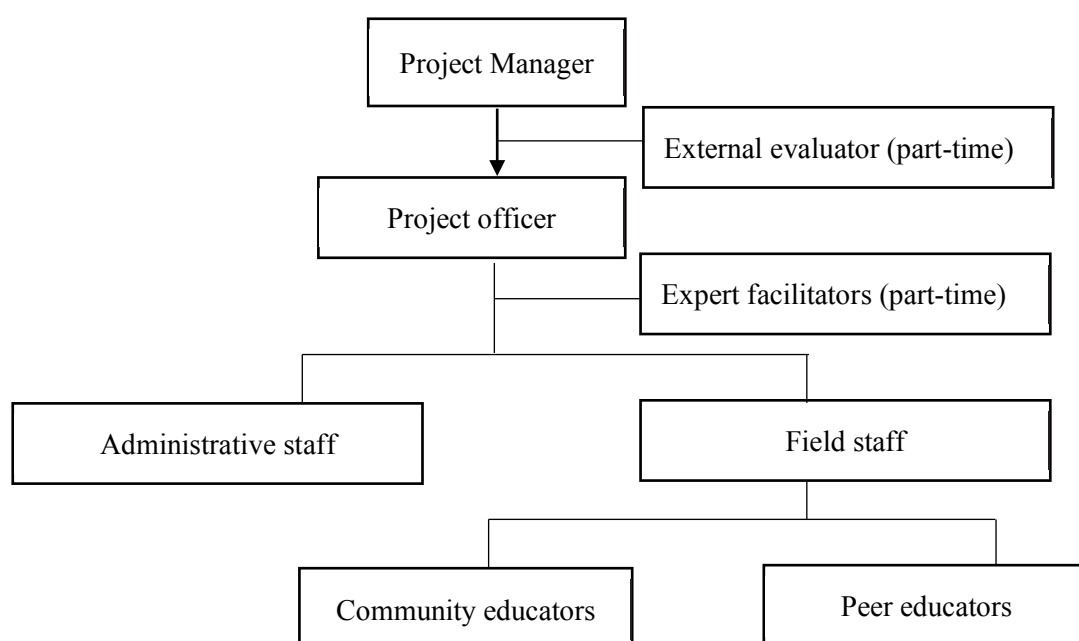 Project Manager
External evaluator (part-time)
Project officer
Expert facilitators (part-time)
Administrative staff
Field staff
Community educators
Peer educators